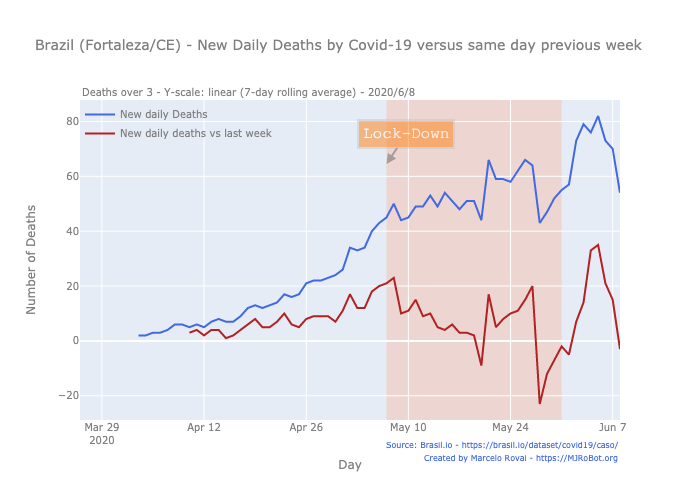 Brazil (Fortaleza/CE) - New Daily Deaths by Covid-19 versus same day previous week
Deaths over 3 - Y-scale: linear (7-day rolling average) - 2020/6/8
New daily Deaths
New daily deaths vs last week
Lock-Down
Number of Deaths
80
60
40
20
0
−20
Mar 29
2020
Apr 12
Apr 26
May 10
May 24
Jun 7
Day
Source: Brasil.io - https://brasil.io/dataset/covid19/caso/
Created by Marcelo Rovai - https://MJRoBot.org